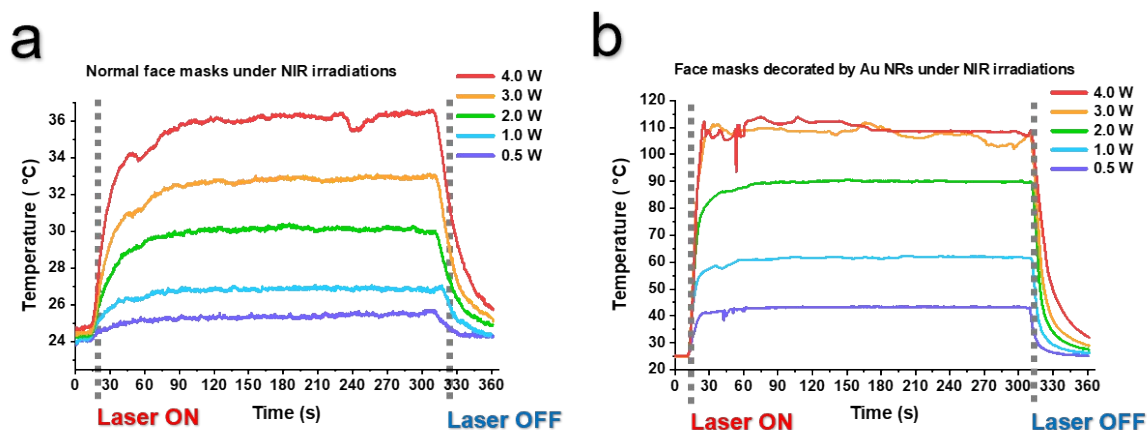 a
Normal face masks under NIR irradiations
4.0 W
3.0 W
2.0 W
1.0 W
0.5 W
Temperature ( °C)
36
34
32
30
28
26
24
0 30 60 90 120 150 180 210 240 270 300 330 360
Laser ON
Time (s)
Laser OFF
b
Face masks decorated by Au NRs under NIR irradiations
4.0 W
3.0 W
2.0 W
1.0 W
0.5 W
Temperature ( °C)
120
110
100
90
80
70
60
50
40
30
20
0 30 60 90 120 150 180 210 240 270 300 330 360
Laser ON
Time (s)
Laser OFF